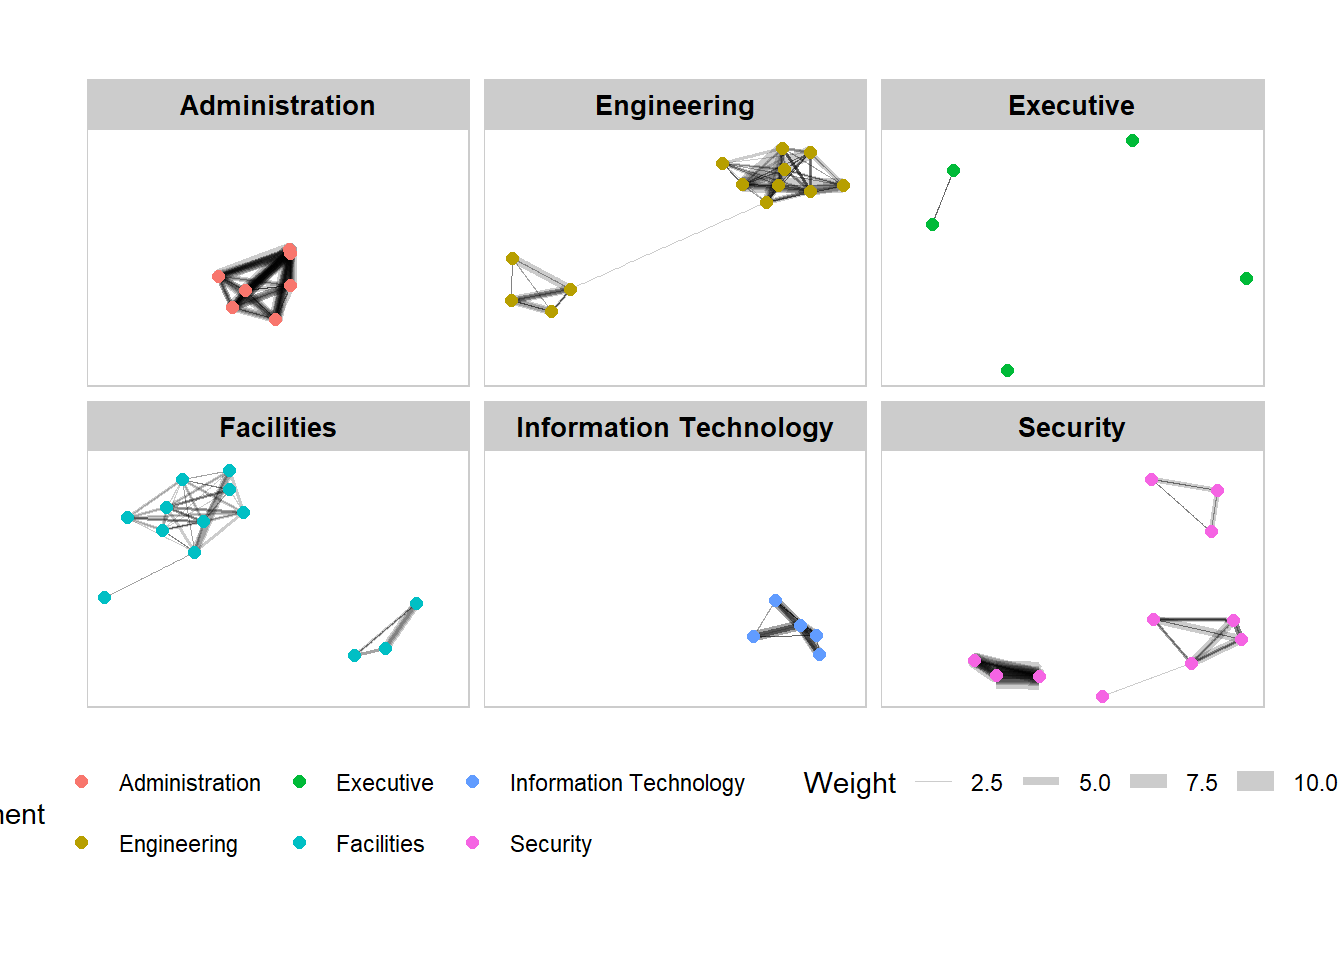 Administration Engineering Executive
Facilities Information Technology Security
Administration Executive Information Technology Weight 2.5 5.0 7.5 10.0
Engineering Facilities Security